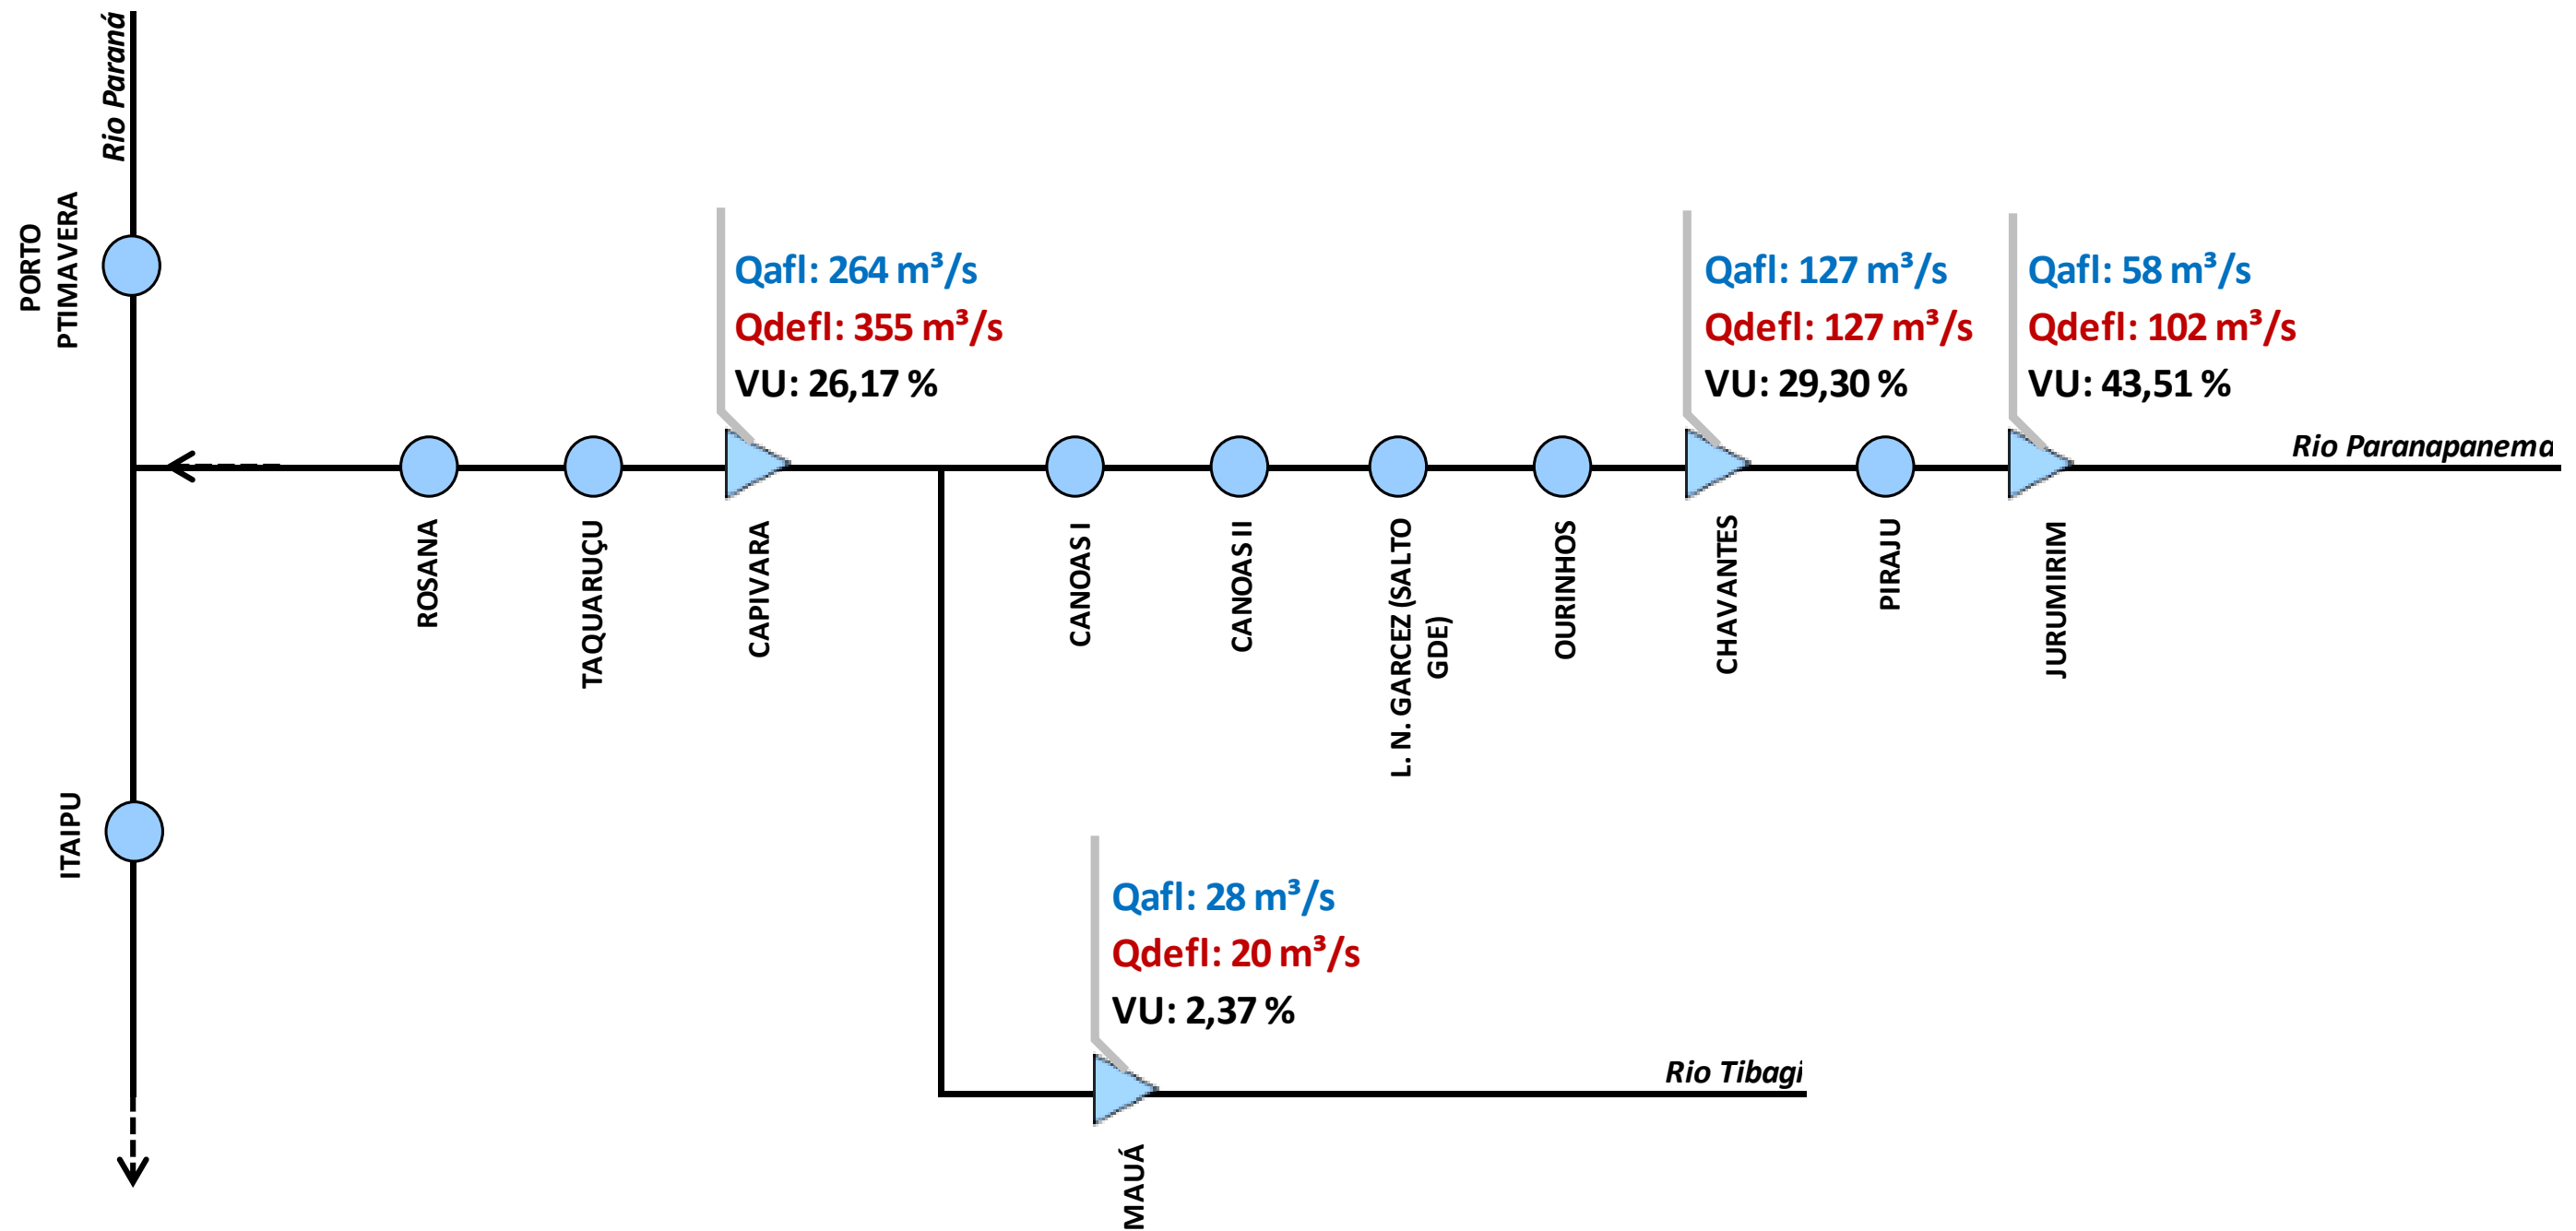 Rio Paraná
PORTO
PTIMAVERA
Qafl: 264 m³/s
Qdefl: 355 m³/s
VU: 26,17 %
Qafl: 127 m³/s
Qdefl: 127 m³/s
VU: 29,30 %
Qafl: 58 m³/s
Qdefl: 102 m³/s
VU: 43,51 %
Rio Paranapanema
ROSANA
TAQUARUÇU
CAPIVARA
CANOAS I
CANOAS II
L. N. GARCEZ (SALTO
GDE)
OURINHOS
CHAVANTES
PIRAJU
JURUMIRIM
ITAIPU
Qafl: 28 m³/s
Qdefl: 20 m³/s
VU: 2,37 %
Rio Tibagi
MAUÁ